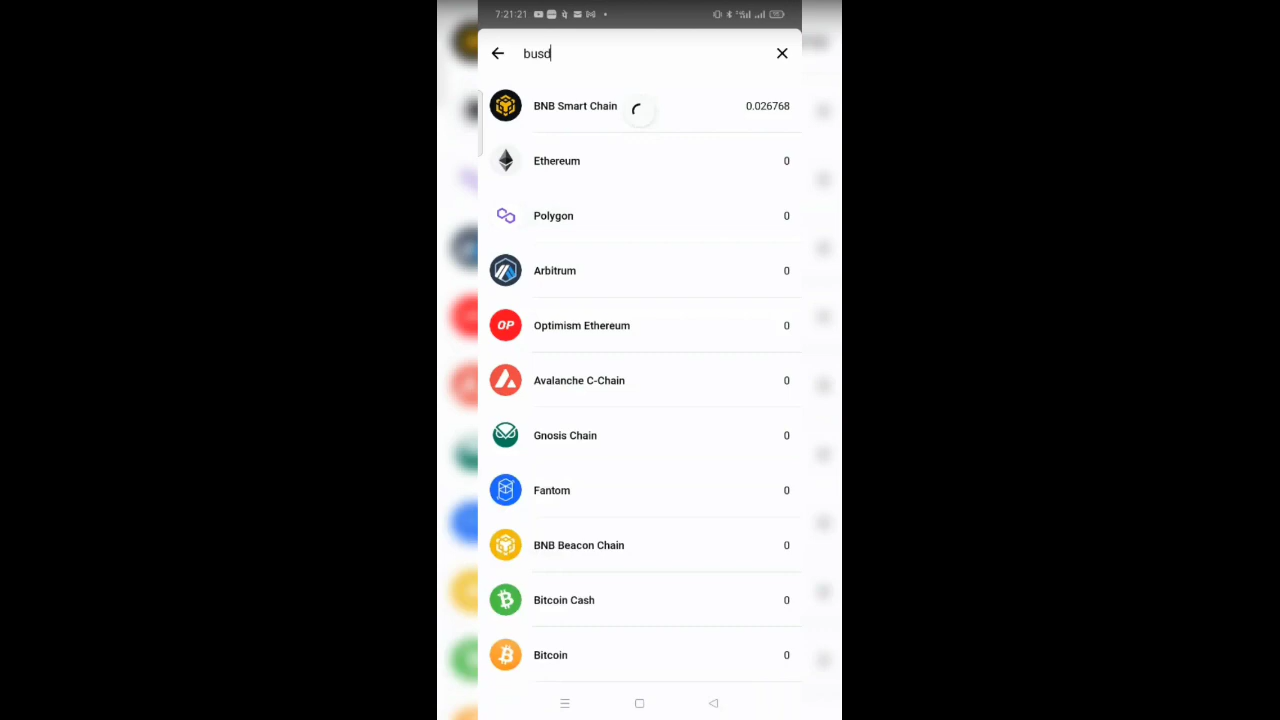 7:21:21
busd
BNB Smart Chain 0.026768
Ethereum 0
Polygon 0
Arbitrum 0
OP Optimism Ethereum 0
Avalanche C-Chain 0
Gnosis Chain 0
Fantom 0
BNB Beacon Chain 0
Bitcoin Cash 0
Bitcoin 0